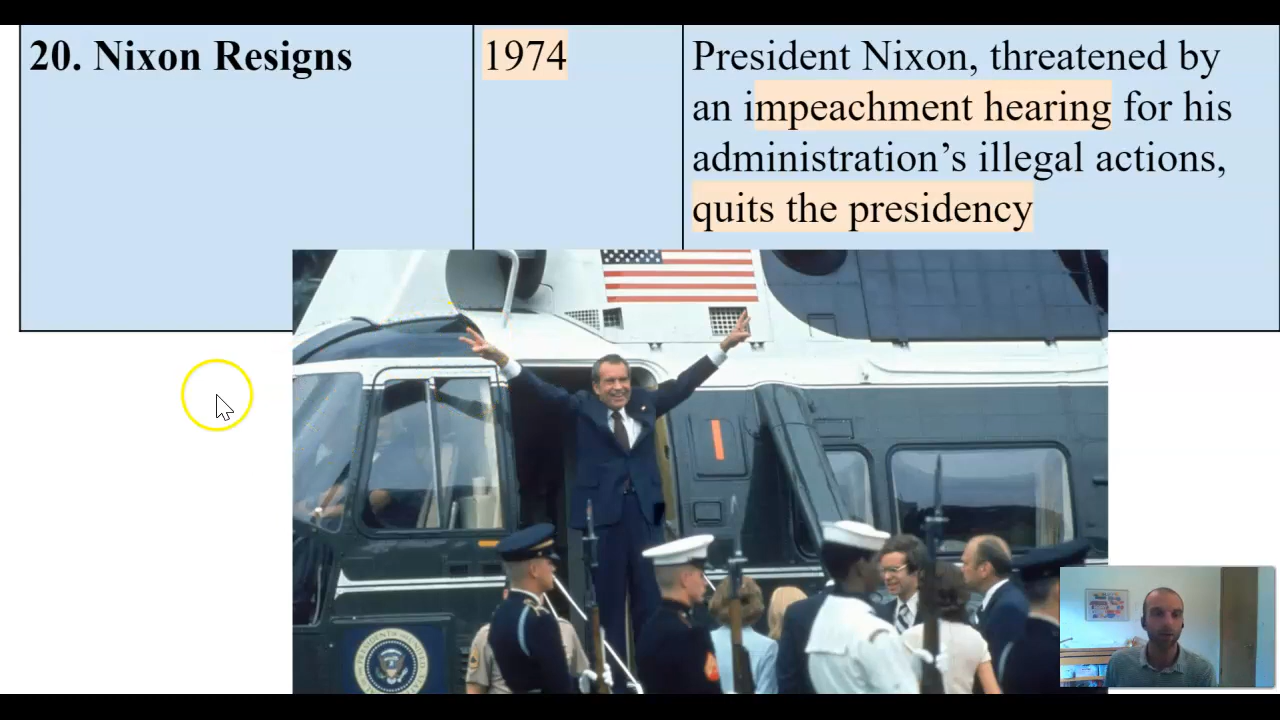 20. Nixon Resigns
1974
President Nixon, threatened by
an impeachment hearing for his
administration's illegal actions,
quits the presidency